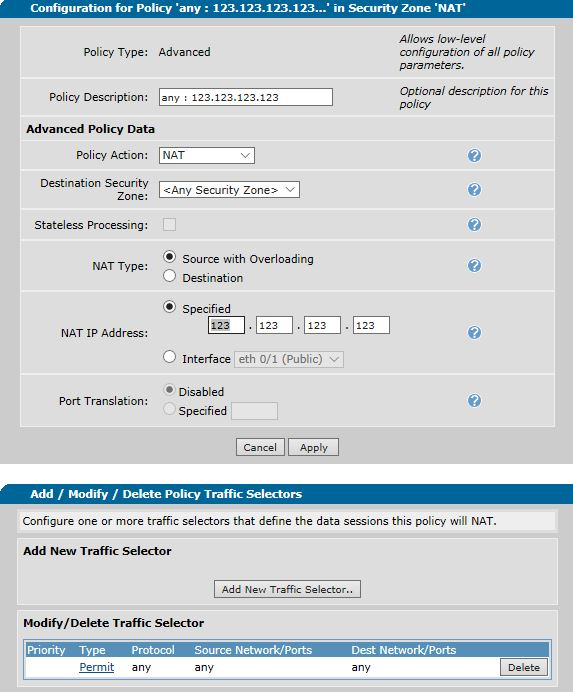 Configuration for Policy 'any : 123.123.123.123...' in Security Zone 'NAT'
Policy Type: Advanced
Allows low-level
configuration of all policy
parameters.
Policy Description: any : 123.123.123.123
Optional description for this
policy
Advanced Policy Data
Policy Action: NAT
?
Destination Security
Zone: <Any Security Zone>
?
Stateless Processing:
?
NAT Type:
Source with Overloading
Destination
?
NAT IP Address:
Specified
123 . 123 . 123 . 123
Interface eth 0/1 (Public)
?
Port Translation:
Disabled
Specified
?
Cancel Apply
Add / Modify / Delete Policy Traffic Selectors
Configure one or more traffic selectors that define the data sessions this policy will NAT.
Add New Traffic Selector
Add New Traffic Selector..
Modify/Delete Traffic Selector
Priority Type Protocol Source Network/Ports Dest Network/Ports
Permit any any any Delete